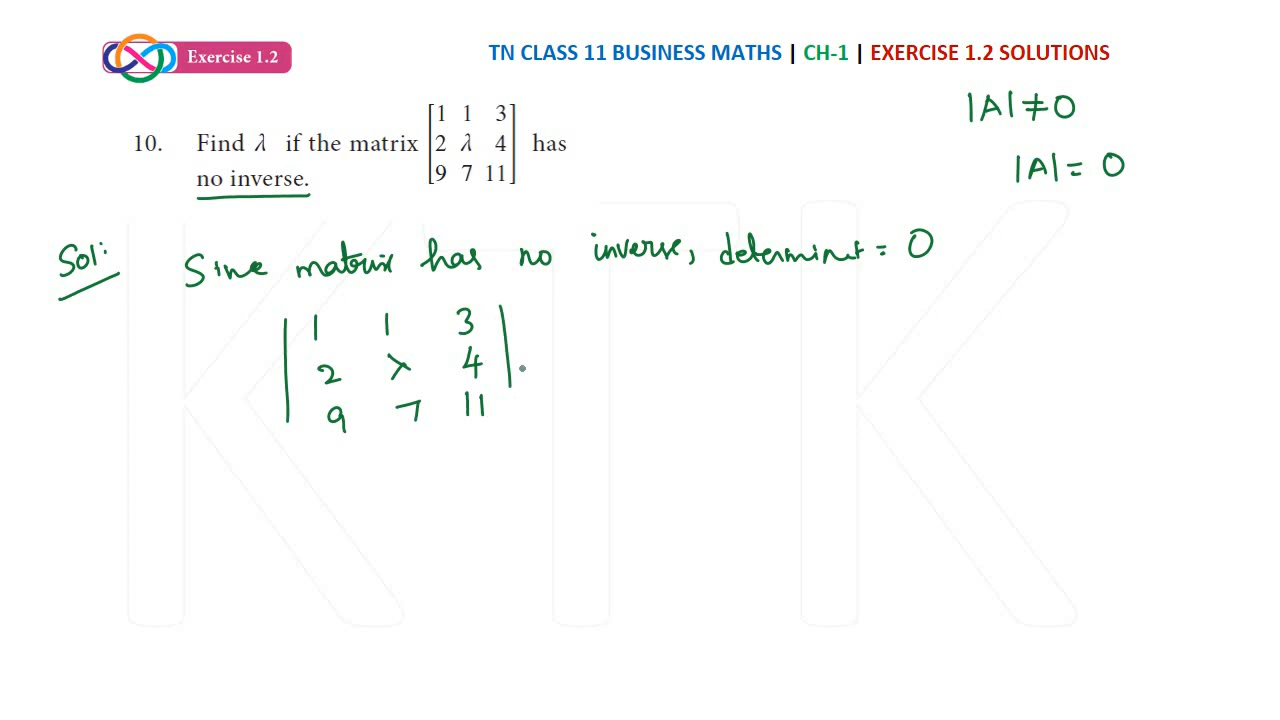 Exercise 1.2
TN CLASS 11 BUSINESS MATHS | CH-1 | EXERCISE 1.2 SOLUTIONS
|A| ≠ 0
|A| = 0
10. Find λ if the matrix [1 1 3
2 λ 4
9 7 11] has
no inverse.
Sol:
Sine matrix has no inverse, determinut = 0
| 1 1 3 |
2 λ 4
9 7 11
KTK